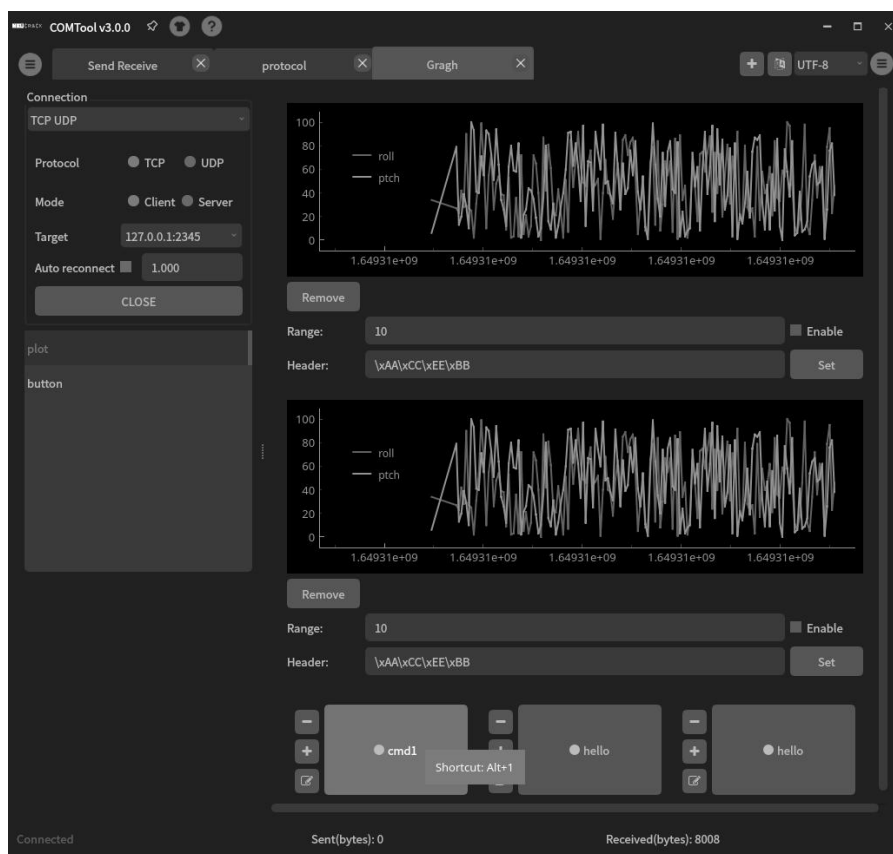 COMTool v3.0.0
Send Receive
protocol
Gragh
UTF-8
Connection
TCP UDP
Protocol TCP UDP
Mode Client Server
Target 127.0.0.1:2345
Auto reconnect 1.000
CLOSE
plot
button
100
80
60
40
20
0
roll
ptch
1.64931e+09 1.64931e+09 1.64931e+09 1.64931e+09 1.64931e+09
Remove
Range: 10 Enable
Header: \xAA\xCC\xEE\xBB Set
100
80
60
40
20
0
roll
ptch
1.64931e+09 1.64931e+09 1.64931e+09 1.64931e+09 1.64931e+09
Remove
Range: 10 Enable
Header: \xAA\xCC\xEE\xBB Set
cmd1
hello
hello
Shortcut: Alt+1
Connected Sent(bytes): 0 Received(bytes): 8008